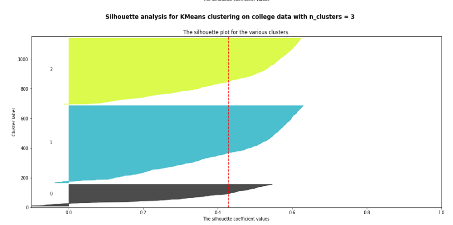 Silhouette analysis for KMeans clustering on college data with n_clusters = 3
The silhouette plot for the various clusters.
1000
800
600
400
200
0
Cluster label
2
1
0
0.0 0.2 0.4 0.6 0.8 1.0
The silhouette coefficient values